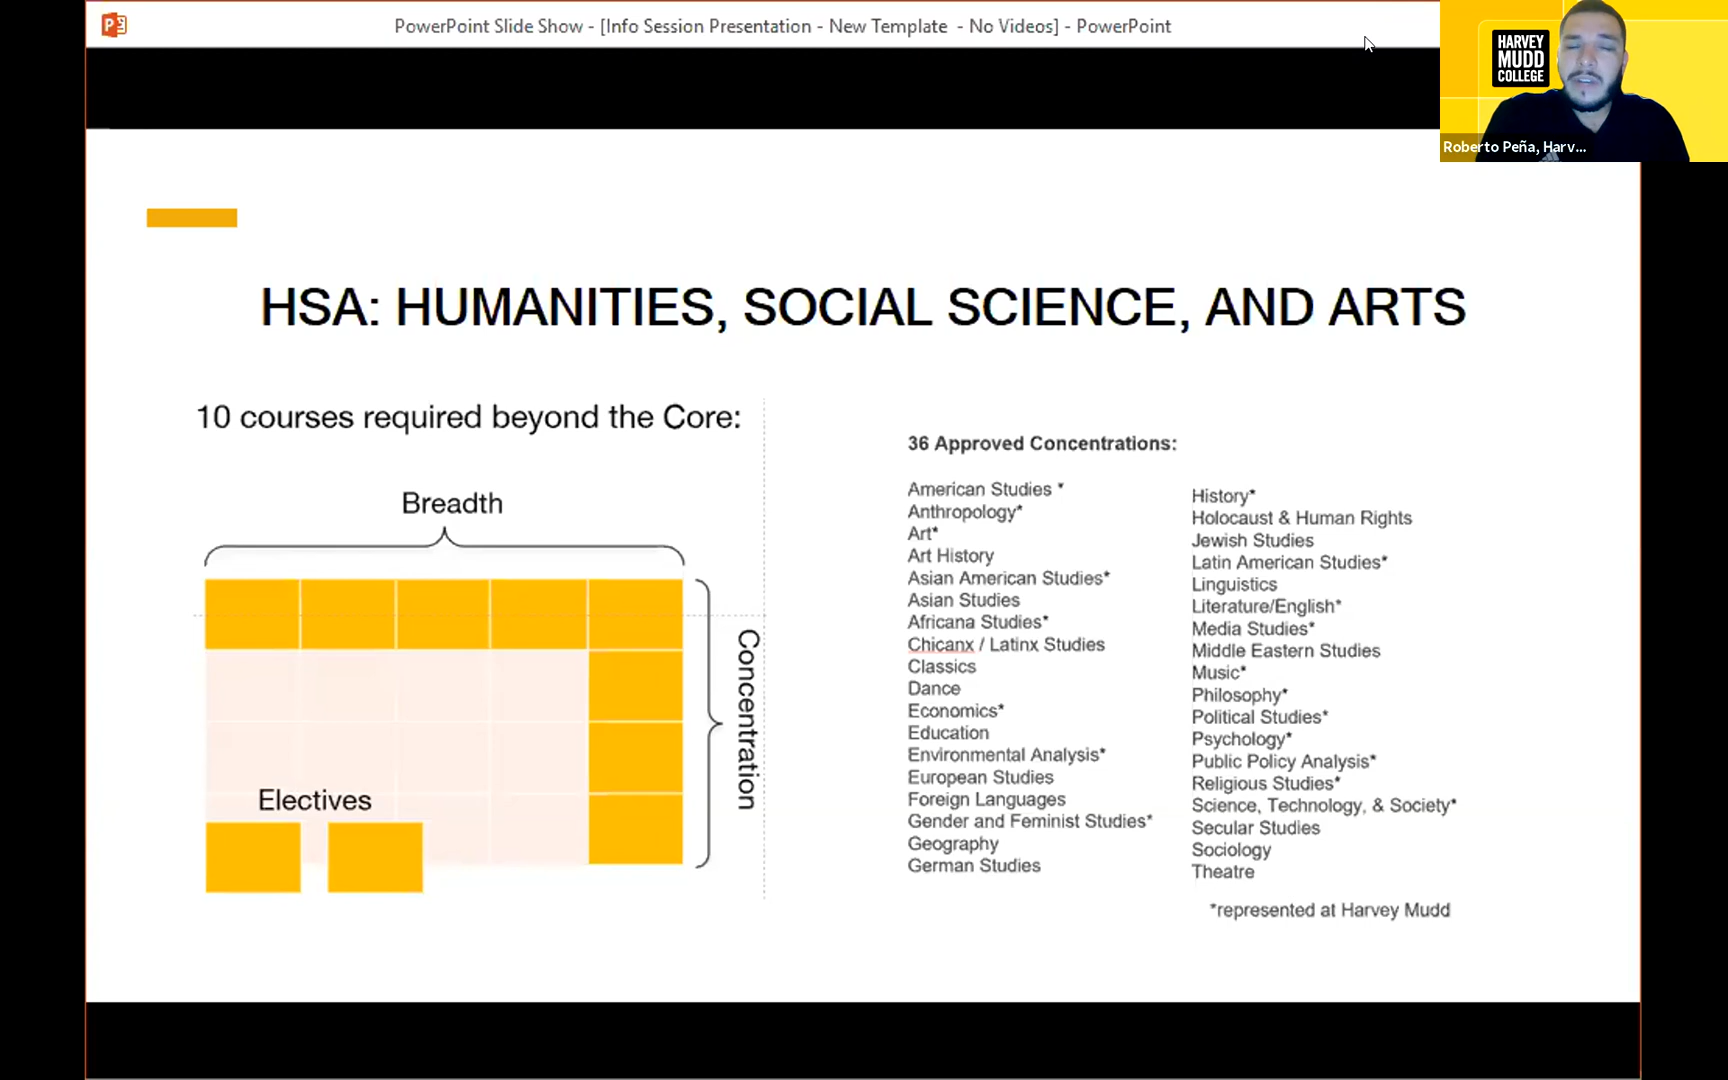 PowerPoint Slide Show - [Info Session Presentation - New Template - No Videos] - PowerPoint
HARVEY
MUDD
COLLEGE
Roberto Peña, Harv...
HSA: HUMANITIES, SOCIAL SCIENCE, AND ARTS
10 courses required beyond the Core:
Breadth
Concentration
Electives
36 Approved Concentrations:
American Studies *
Anthropology*
Art*
Art History
Asian American Studies*
Asian Studies
Africana Studies*
Chicanx / Latinx Studies
Classics
Dance
Economics*
Education
Environmental Analysis*
European Studies
Foreign Languages
Gender and Feminist Studies*
Geography
German Studies
History*
Holocaust & Human Rights
Jewish Studies
Latin American Studies*
Linguistics
Literature/English*
Media Studies*
Middle Eastern Studies
Music*
Philosophy*
Political Studies*
Psychology*
Public Policy Analysis*
Religious Studies*
Science, Technology, & Society*
Secular Studies
Sociology
Theatre
*represented at Harvey Mudd